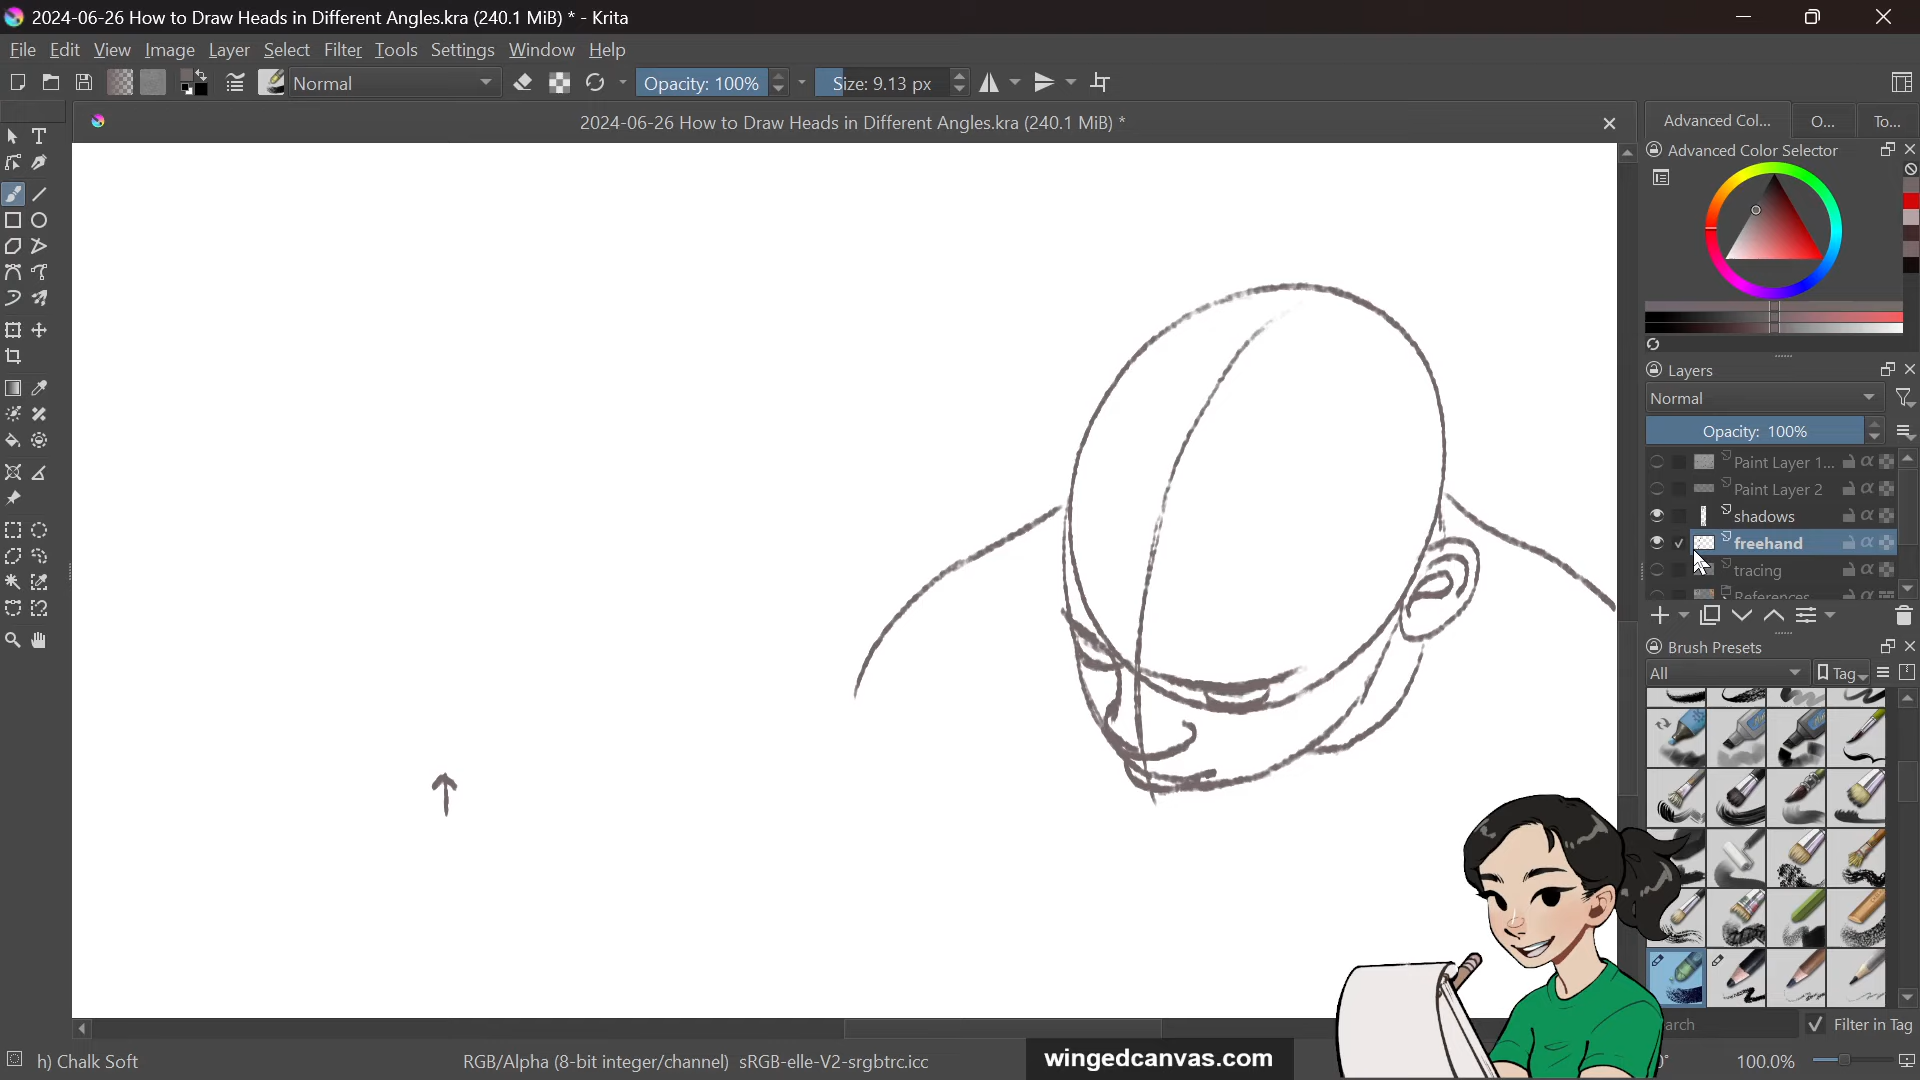 2024-06-26 How to Draw Heads in Different Angles.kra (240.1 MiB) * - Krita
File Edit View Image Layer Select Filter Tools Settings Window Help
Normal Opacity: 100% Size: 9.13 px
2024-06-26 How to Draw Heads in Different Angles.kra (240.1 MiB) *
Advanced Col... O... To...
Advanced Color Selector
Layers
Normal
Opacity: 100%
Paint Layer 1...
Paint Layer 2
shadows
freehand
tracing
References
Brush Presets
All Tag
Filter in Tag
h) Chalk Soft
RGB/Alpha (8-bit integer/channel) sRGB-elle-V2-srgbtrc.icc
wingedcanvas.com
100.0%